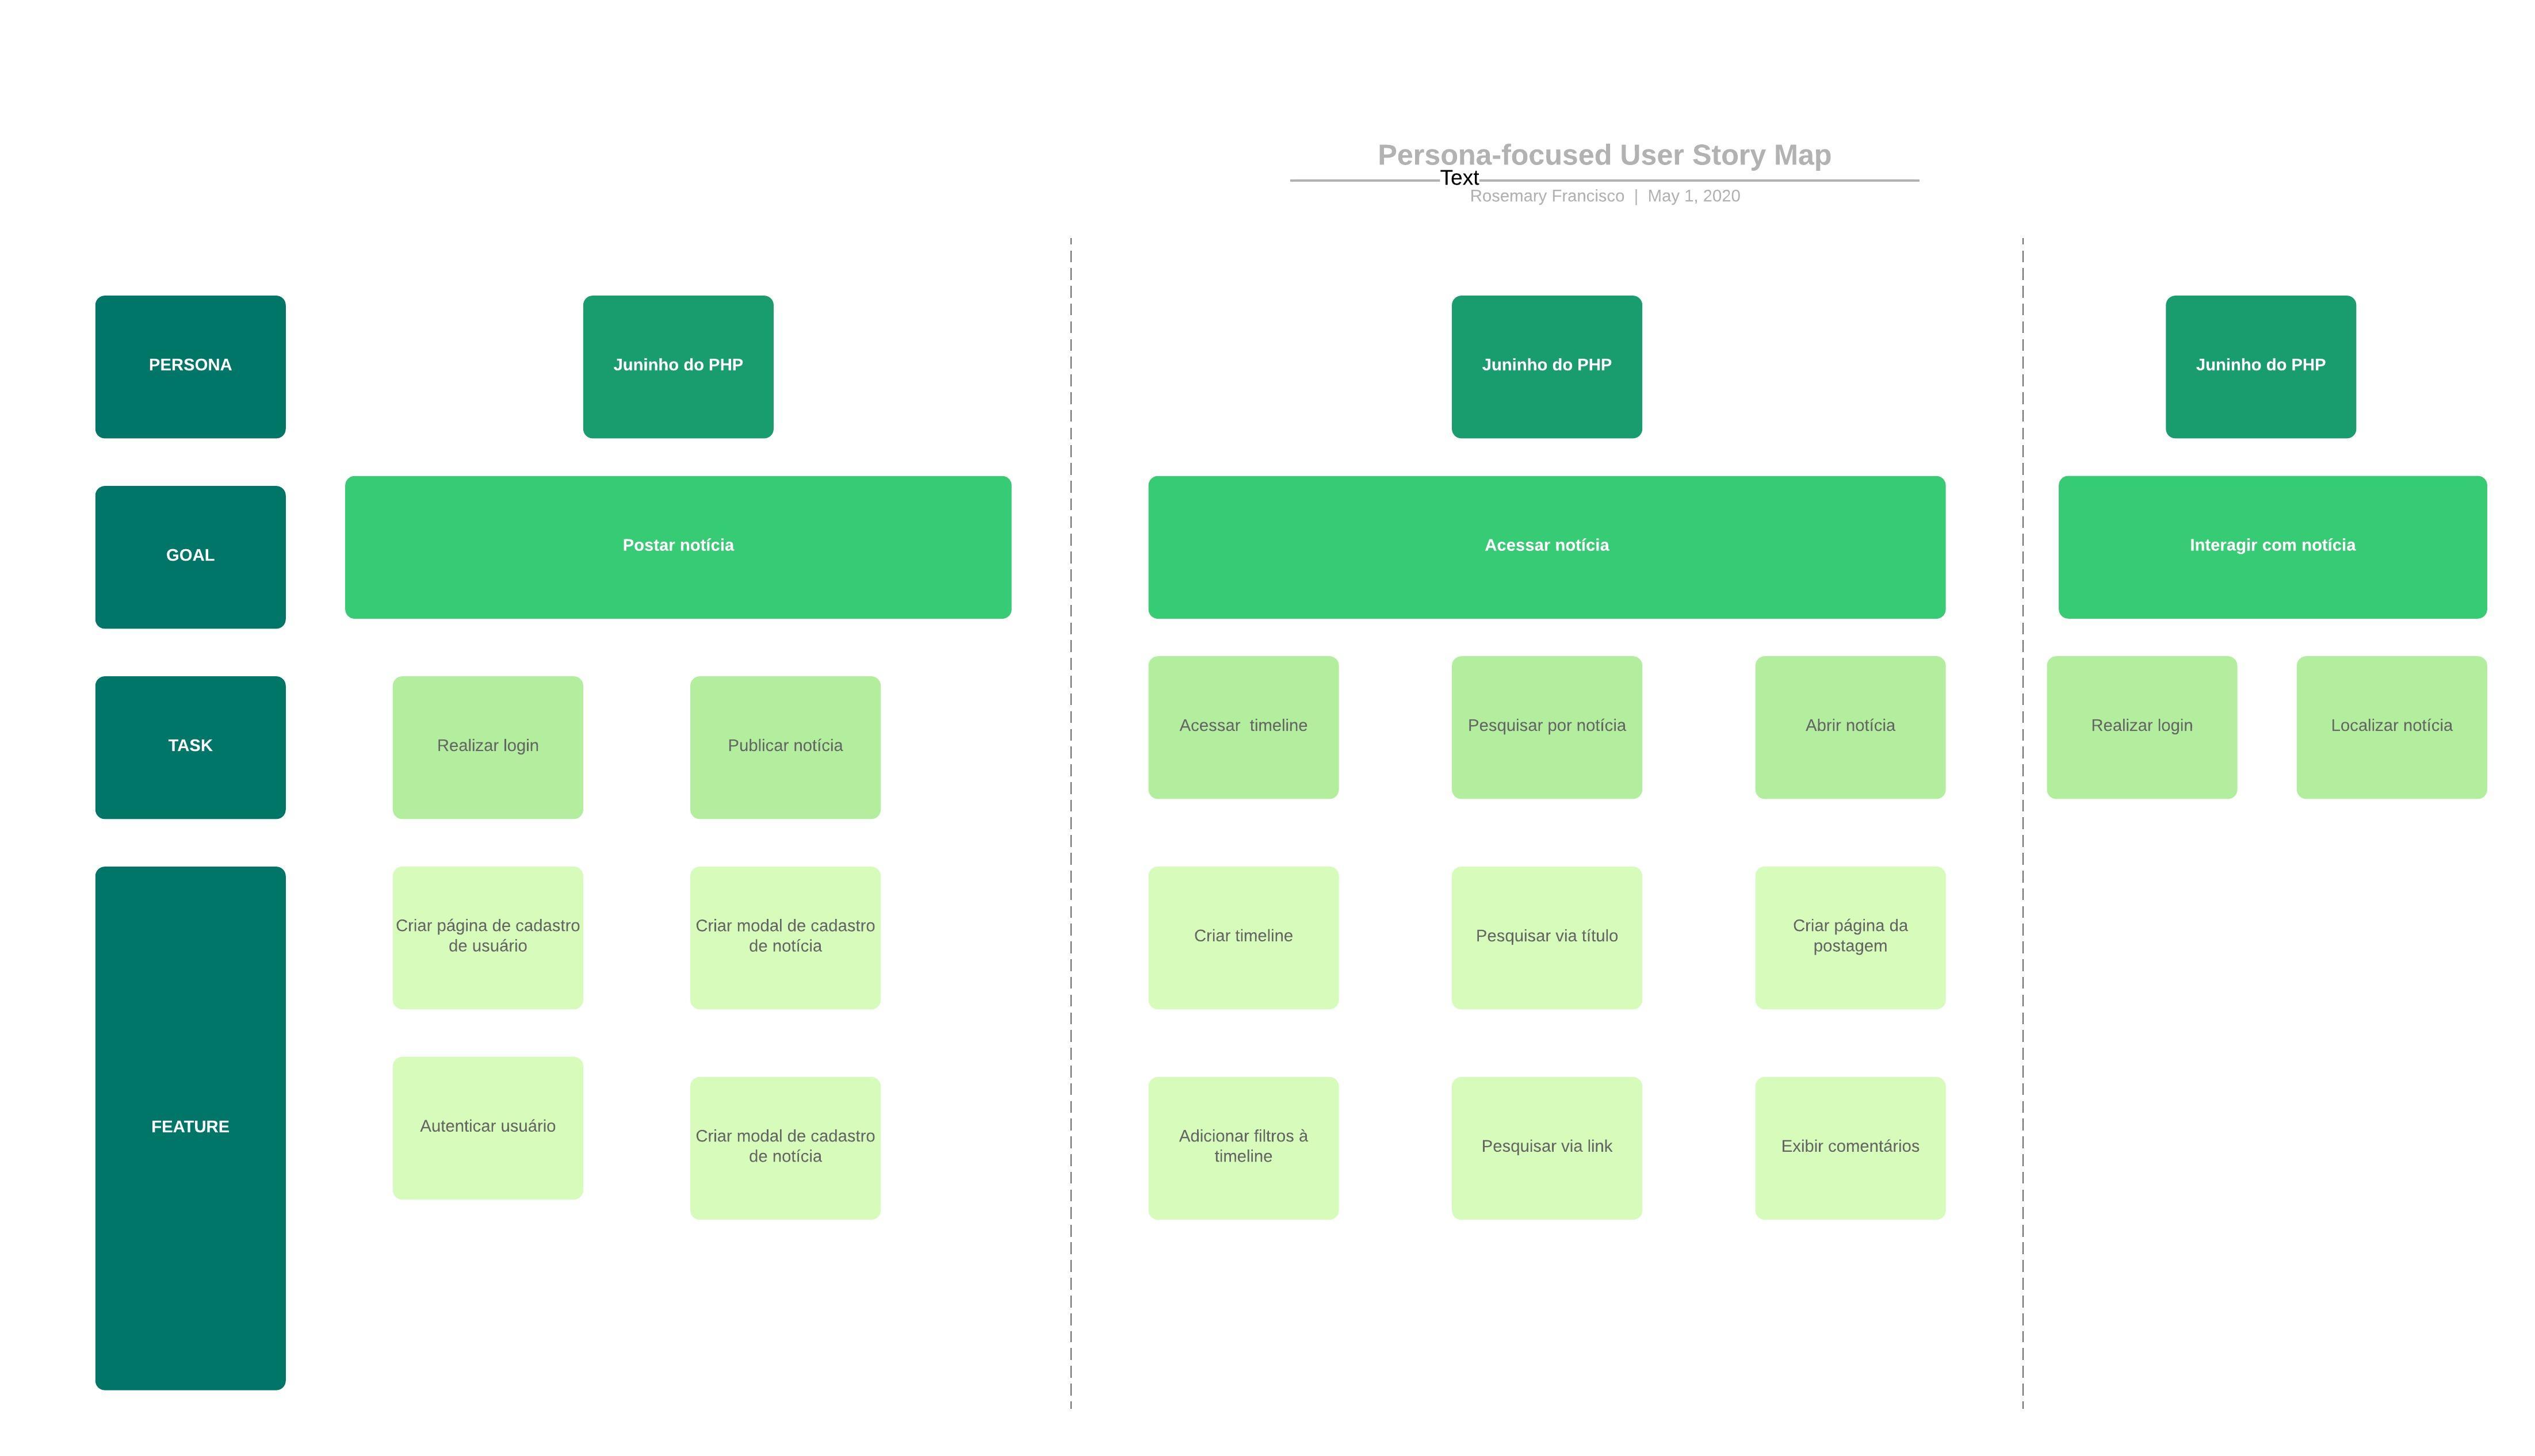 Persona-focused User Story Map
Text
Rosemary Francisco | May 1, 2020
PERSONA
Juninho do PHP
Juninho do PHP
Juninho do PHP
GOAL
Postar notícia
Acessar notícia
Interagir com notícia
TASK
Realizar login
Publicar notícia
Acessar  timeline
Pesquisar por notícia
Abrir notícia
Realizar login
Localizar notícia
FEATURE
Criar página de cadastro
de usuário
Criar modal de cadastro
de notícia
Criar timeline
Pesquisar via título
Criar página da
postagem
Autenticar usuário
Criar modal de cadastro
de notícia
Adicionar filtros à
timeline
Pesquisar via link
Exibir comentários